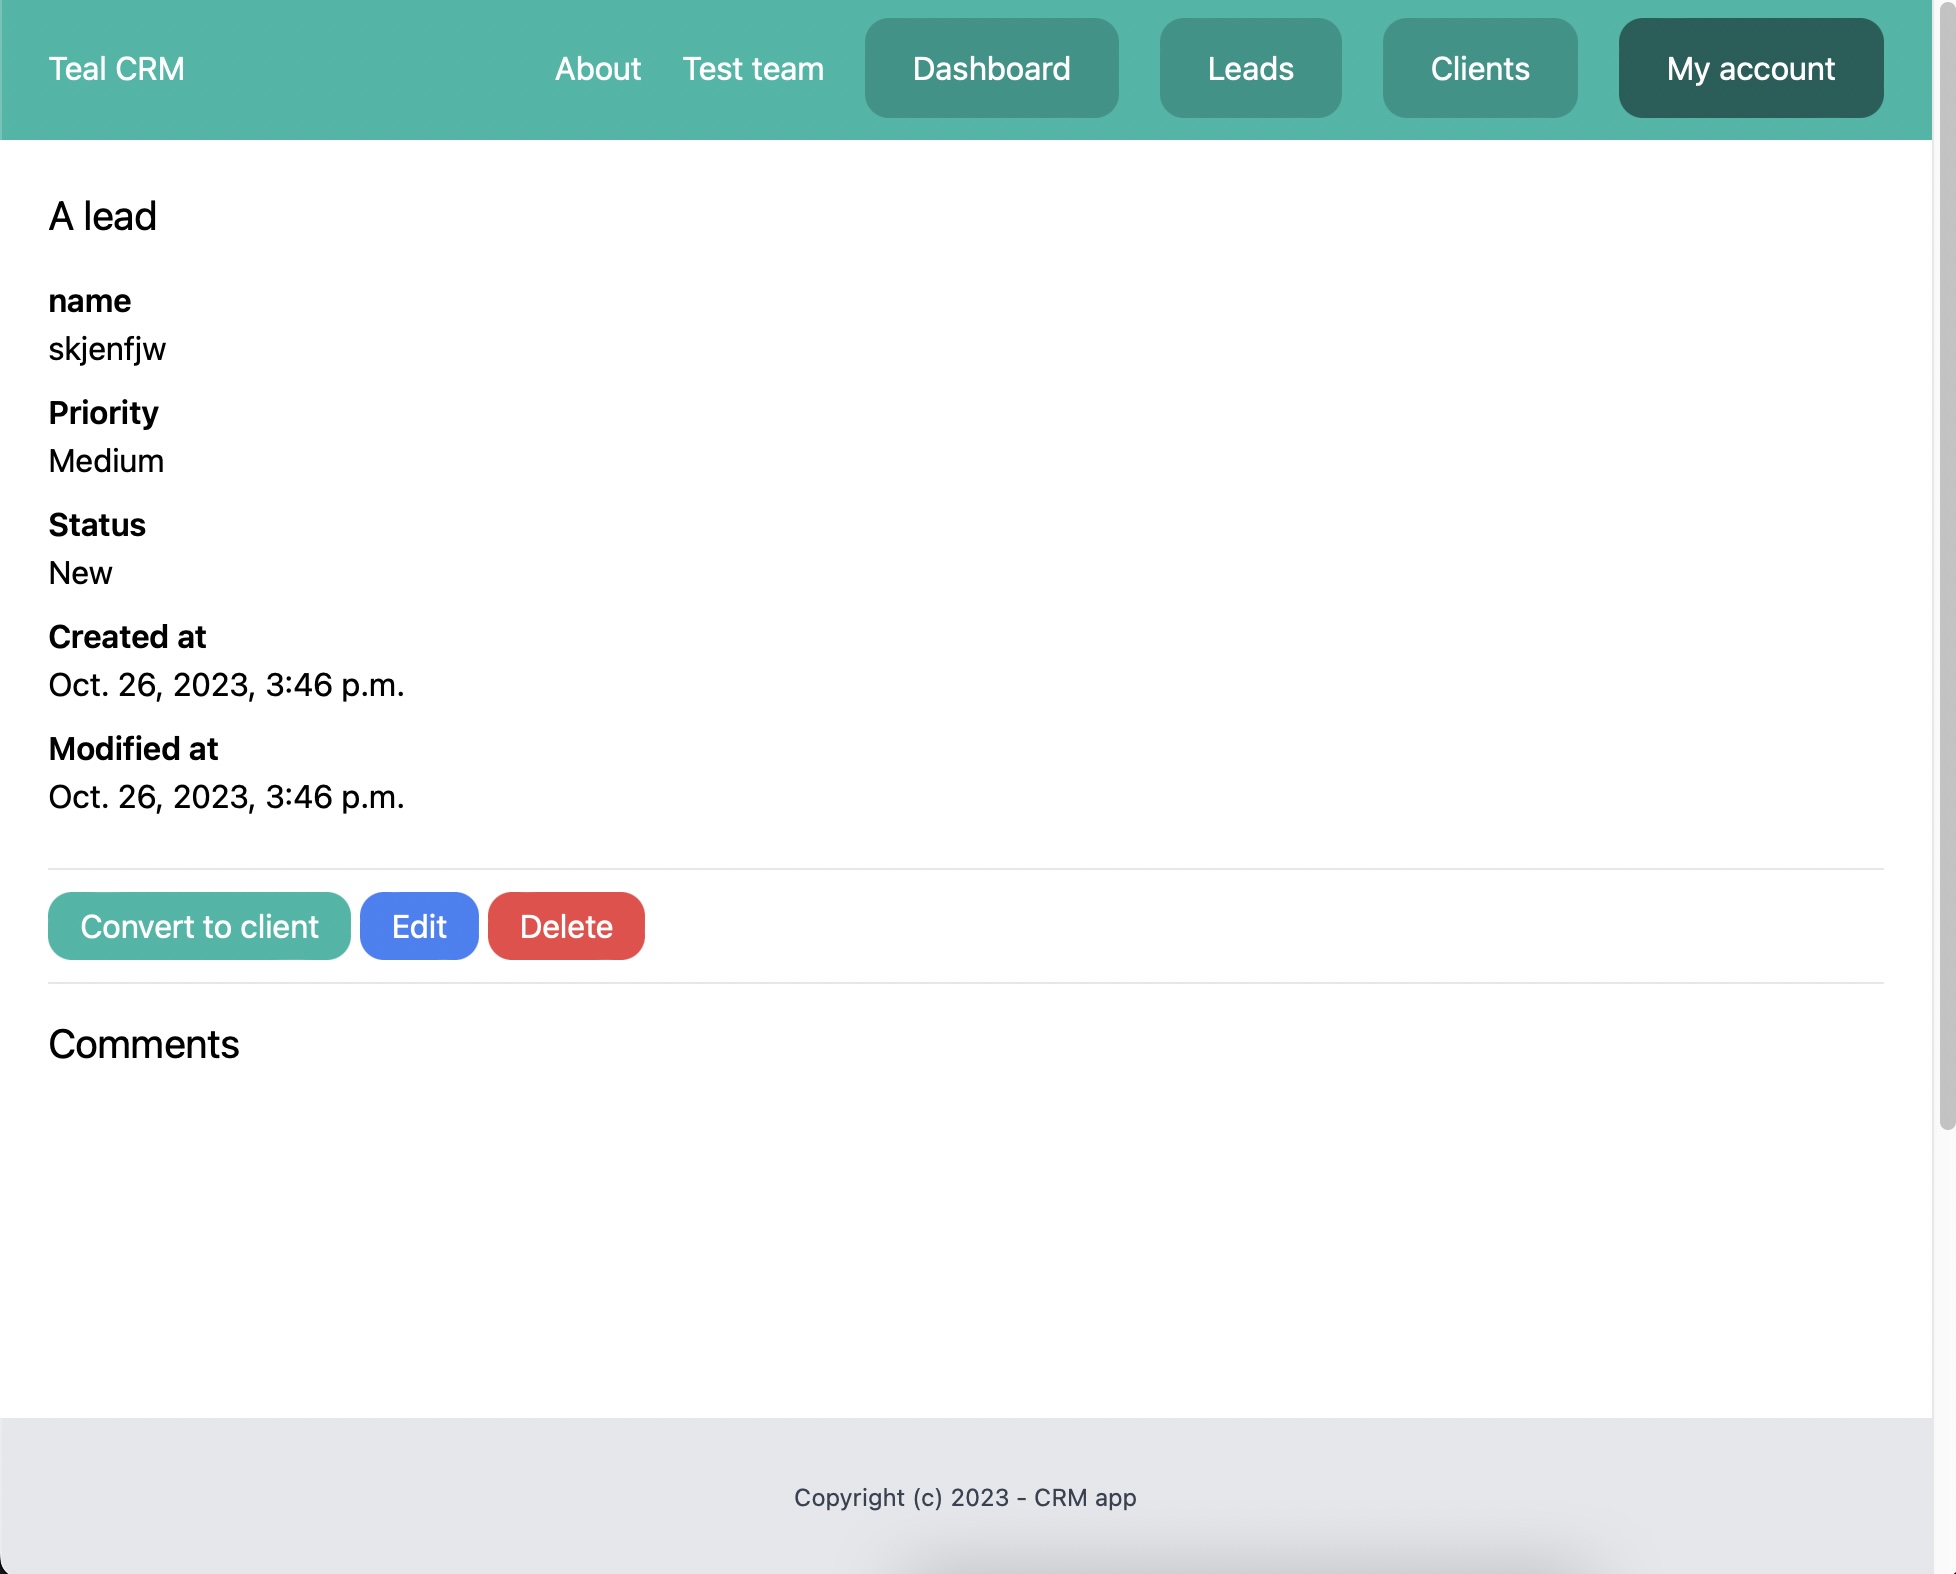 Teal CRM
About
Test team
Dashboard
Leads
Clients
My account
A lead
name
skjenfjw
Priority
Medium
Status
New
Created at
Oct. 26, 2023, 3:46 p.m.
Modified at
Oct. 26, 2023, 3:46 p.m.
Convert to client
Edit
Delete
Comments
Copyright (c) 2023 - CRM app